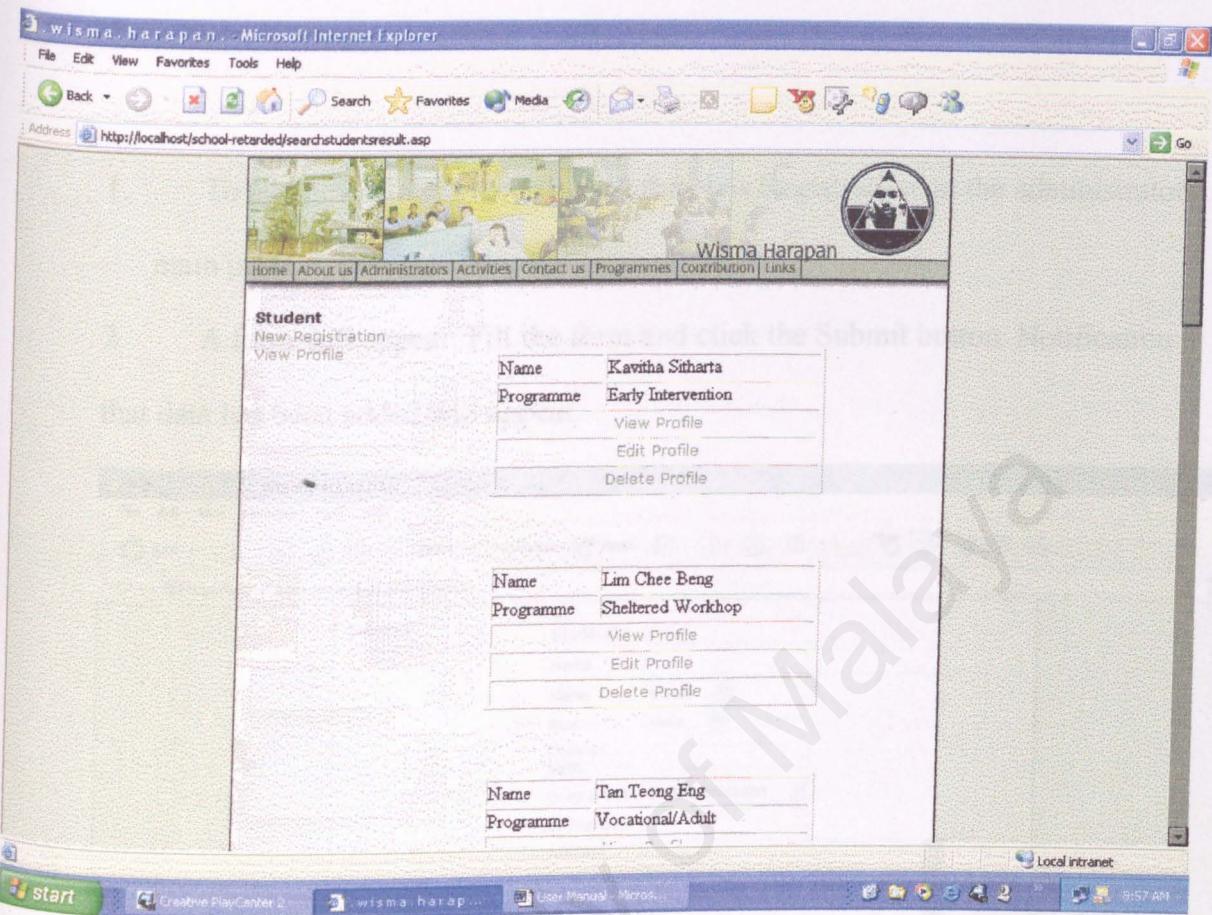 .wisma.harapan. - Microsoft Internet Explorer
File Edit View Favorites Tools Help
Back Search Favorites Media
Address http://localhost/school-retarded/searchstudentsresult.asp Go
Wisma Harapan
Home About us Administrators Activities Contact us Programmes Contribution Links
Student
New Registration
View Profile
Name Kavitha Sitharta
Programme Early Intervention
View Profile
Edit Profile
Delete Profile
Name Lim Chee Beng
Programme Sheltered Workhop
View Profile
Edit Profile
Delete Profile
Name Tan Teong Eng
Programme Vocational/Adult
Local intranet
start Creative PlayCenter 2 .wisma.harap... User Manual - Micros... 9:57 AM
of Malaya